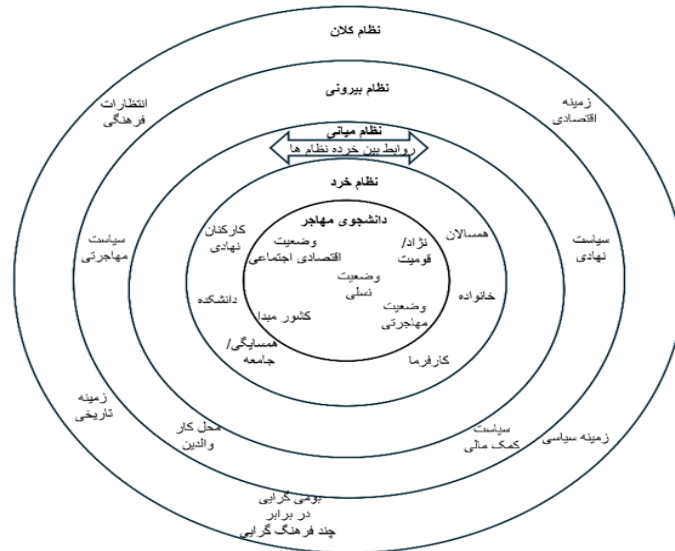 نظام کلان
انتظارات
فرهنگی
زمینه
اقتصادی
نظام بیرونی
نظام میانی
روابط بین خرده نظام ها
سیاست
مهاجرتی
سیاست
نهادی
نظام خرد
کارکنان
نهادی
همسالان
دانشکده
خانواده
همسایگی/
جامعه
کارفرما
دانشجوی مهاجر
وضعیت
اقتصادی اجتماعی
نژاد/
قومیت
وضعیت
نسلی
کشور مبدا
وضعیت
مهاجرتی
زمینه
تاریخی
محل کار
والدین
سیاست
کمک مالی
زمینه سیاسی
بومی گرایی
در برابر
چند فرهنگ گرایی